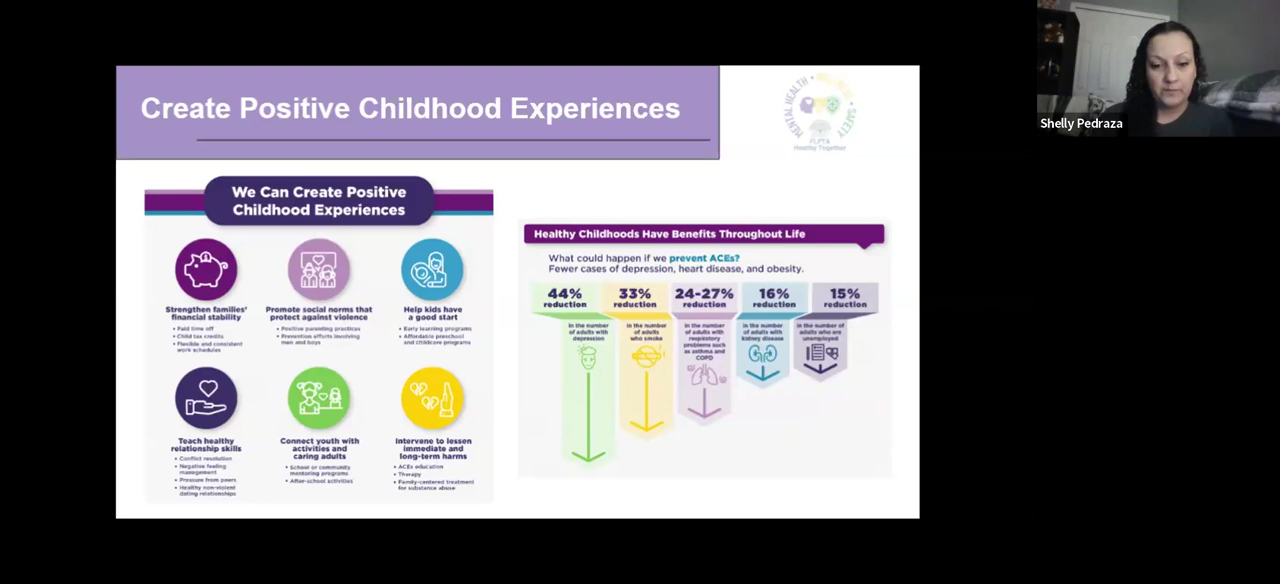 Create Positive Childhood Experiences
MENTAL HEALTH • • SAFETY
Healthy Together
Shelly Pedraza
We Can Create Positive
Childhood Experiences
Strengthen families'
financial stability
• Paid time off
• Child tax credits
• Flexible and consistent
work schedules
Promote social norms that
protect against violence
• Positive parenting practices
• Prevention efforts involving
men and boys
Help kids have
a good start
• Early learning programs
• Affordable preschool
and childcare programs
Teach healthy
relationship skills
• Conflict resolution
• Negative feeling
management
• Pressure from peers
• Healthy non-violent
dating relationships
Connect youth with
activities and
caring adults
• School or community
mentoring programs
• After-school activities
Intervene to lessen
immediate and
long-term harms
• ACEs education
• Therapy
• Family-centered treatment
for substance abuse
Healthy Childhoods Have Benefits Throughout Life
What could happen if we prevent ACEs?
Fewer cases of depression, heart disease, and obesity.
44%
reduction
in the number
of adults with
depression
33%
reduction
in the number
of adults
who smoke
24-27%
reduction
in the number
of adults with
respiratory
problems such
as asthma and
COPD
16%
reduction
in the number
of adults with
kidney disease
15%
reduction
in the number of
adults who are
unemployed